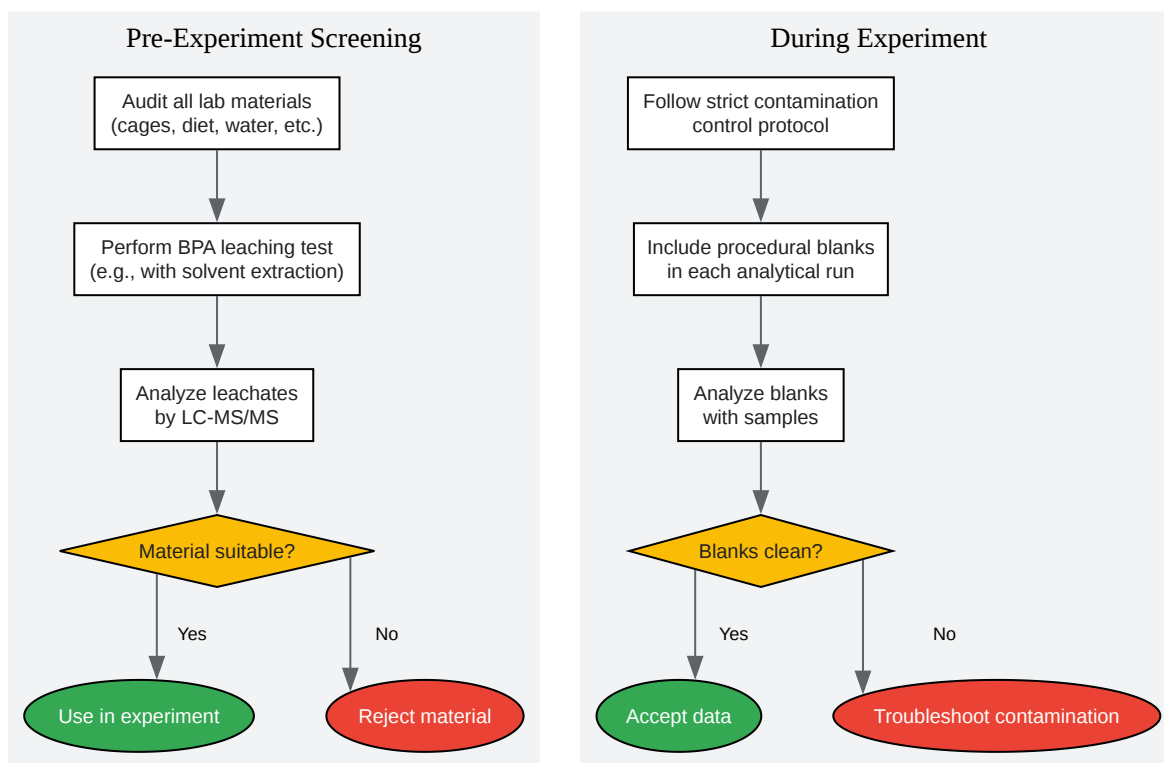 Pre-Experiment Screening
Audit all lab materials
(cages, diet, water, etc.)
Perform BPA leaching test
(e.g., with solvent extraction)
Analyze leachates
by LC-MS/MS
Material suitable?
Yes
No
Use in experiment
Reject material
During Experiment
Follow strict contamination
control protocol
Include procedural blanks
in each analytical run
Analyze blanks
with samples
Blanks clean?
Yes
No
Accept data
Troubleshoot contamination